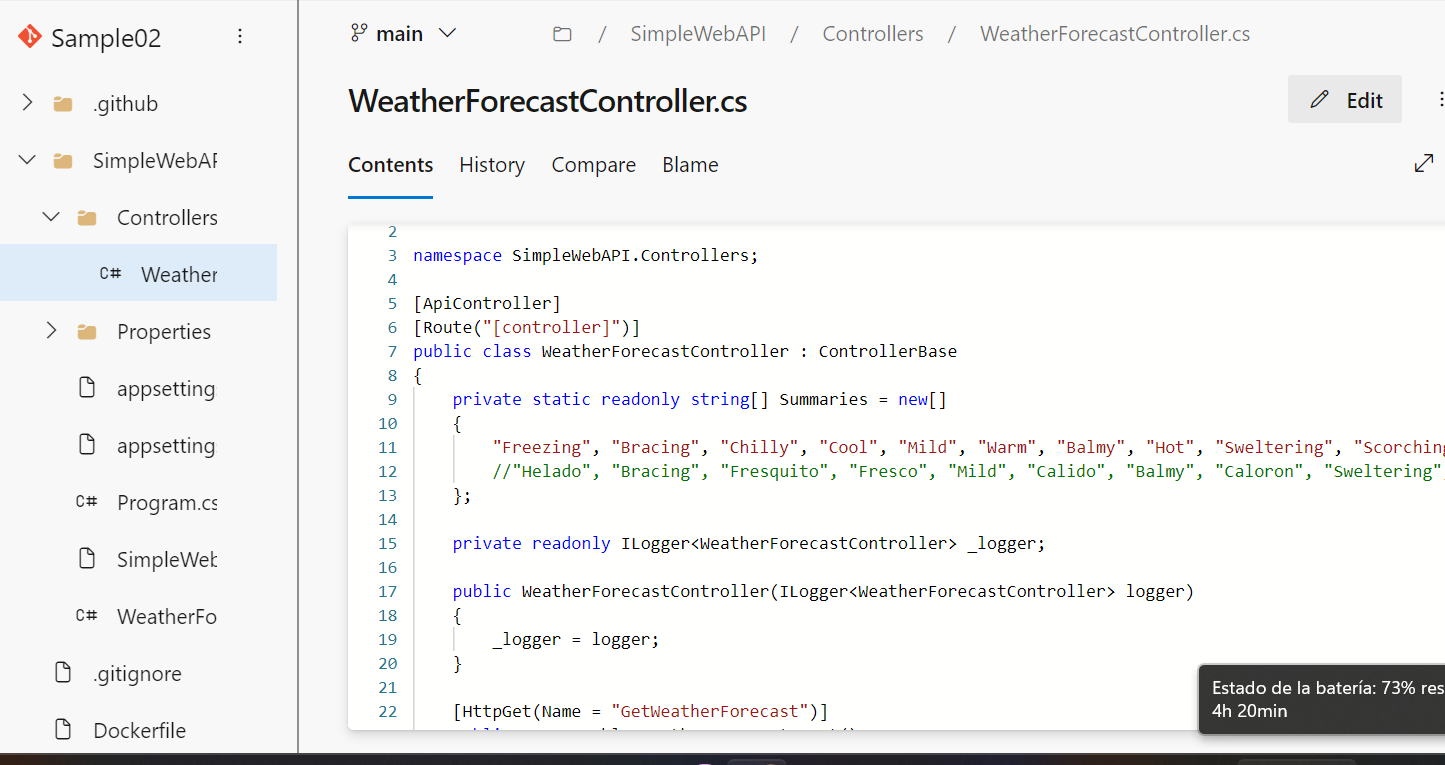 Sample02
.github
SimpleWebAP
Controllers
C# Weather
Properties
appsetting
appsetting
C# Program.cs
SimpleWeb
C# WeatherFo
.gitignore
Dockerfile
main
/ SimpleWebAPI / Controllers / WeatherForecastController.cs
WeatherForecastController.cs
Edit
Contents History Compare Blame
2
3 namespace SimpleWebAPI.Controllers;
4
5 [ApiController]
6 [Route("[controller]")]
7 public class WeatherForecastController : ControllerBase
8 {
9 private static readonly string[] Summaries = new[]
10 {
11 "Freezing", "Bracing", "Chilly", "Cool", "Mild", "Warm", "Balmy", "Hot", "Sweltering", "Scorching
12 //"Helado", "Bracing", "Fresquito", "Fresco", "Mild", "Calido", "Balmy", "Caloron", "Sweltering",
13 };
14
15 private readonly ILogger<WeatherForecastController> _logger;
16
17 public WeatherForecastController(ILogger<WeatherForecastController> logger)
18 {
19 _logger = logger;
20 }
21
22 [HttpGet(Name = "GetWeatherForecast")]
Estado de la batería: 73% res
4h 20min